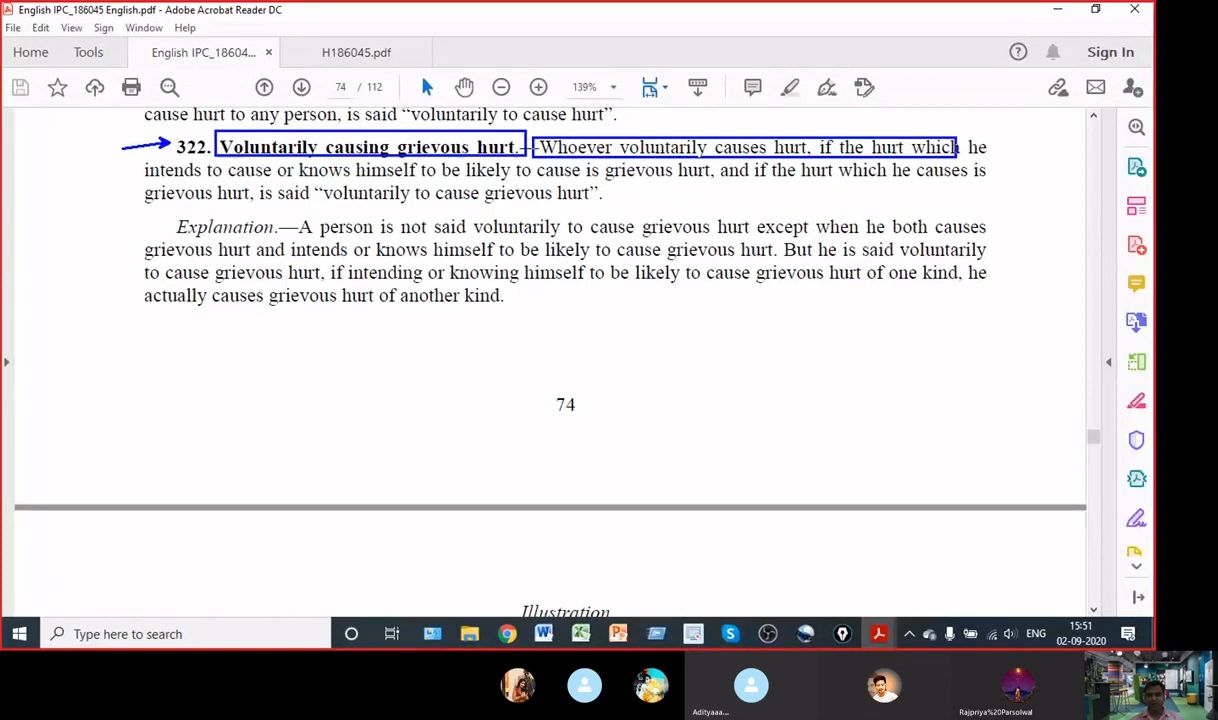 English IPC_186045 English.pdf - Adobe Acrobat Reader DC
File Edit View Sign Window Help
Home Tools English IPC_18604... × H186045.pdf Sign In
74 / 112 139%
cause hurt to any person, is said “voluntarily to cause hurt”.
322. Voluntarily causing grievous hurt.—Whoever voluntarily causes hurt, if the hurt which he
intends to cause or knows himself to be likely to cause is grievous hurt, and if the hurt which he causes is
grievous hurt, is said “voluntarily to cause grievous hurt”.
Explanation.—A person is not said voluntarily to cause grievous hurt except when he both causes
grievous hurt and intends or knows himself to be likely to cause grievous hurt. But he is said voluntarily
to cause grievous hurt, if intending or knowing himself to be likely to cause grievous hurt of one kind, he
actually causes grievous hurt of another kind.
74
Illustration
Type here to search
ENG
15:51
02-09-2020
Adityaaa...
Rajpriya%20Parsolwal